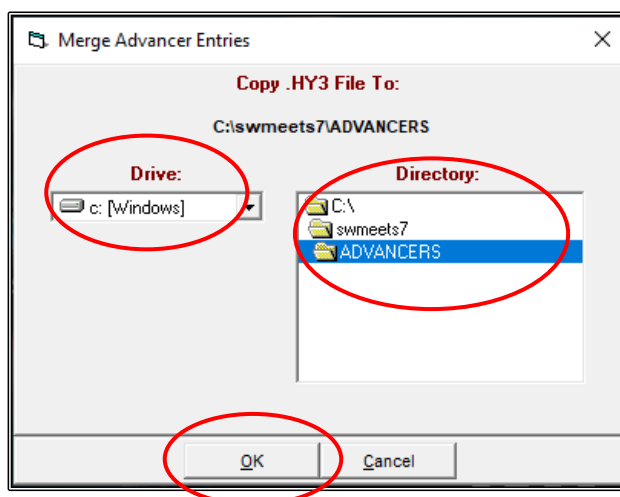 Merge Advancer Entries
Copy .HY3 File To:
C:\swmeets7\ADVANCERS
Drive:
c: [Windows]
Directory:
C:\
swmeets7
ADVANCERS
OK
Cancel